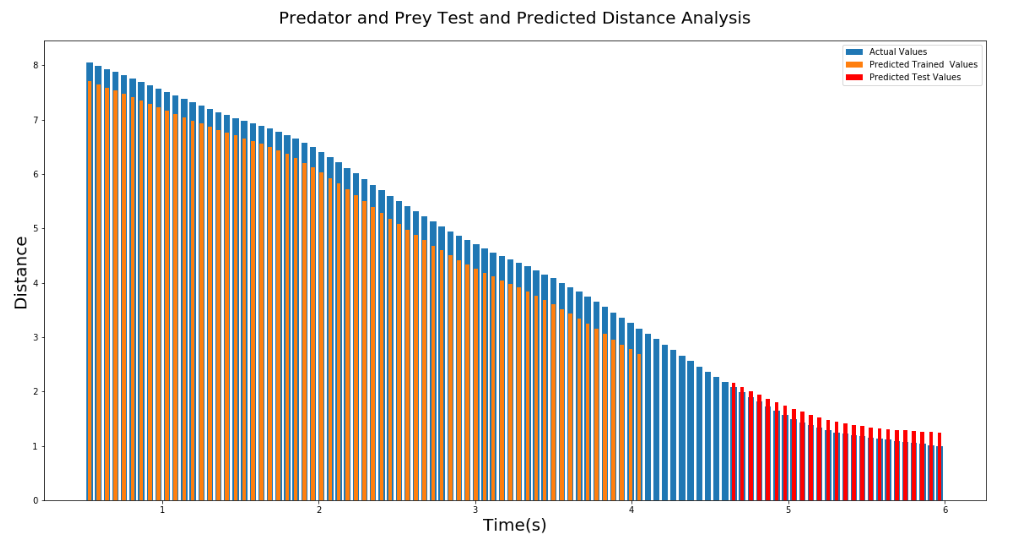 Predator and Prey Test and Predicted Distance Analysis
Actual Values
Predicted Trained  Values
Predicted Test Values
Distance
8
7
6
5
4
3
2
1
0
1 2 3 4 5 6
Time(s)